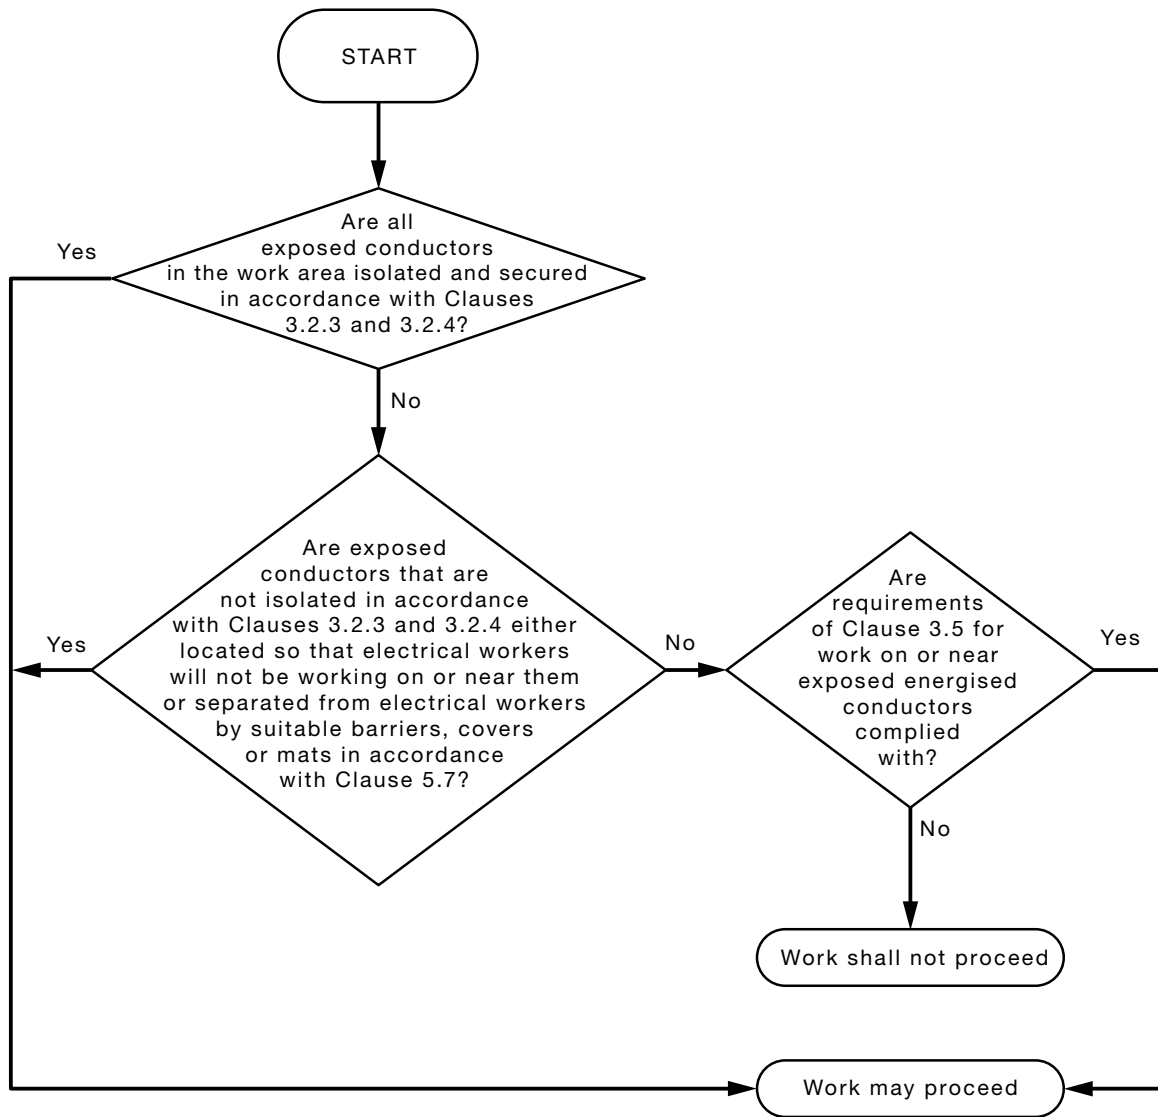 START
Are all
exposed conductors
in the work area isolated and secured
in accordance with Clauses
3.2.3 and 3.2.4?
Yes
No
Are exposed
conductors that are
not isolated in accordance
with Clauses 3.2.3 and 3.2.4 either
located so that electrical workers
will not be working on or near them
or separated from electrical workers
by suitable barriers, covers
or mats in accordance
with Clause 5.7?
Yes
No
Are
requirements
of Clause 3.5 for
work on or near
exposed energised
conductors
complied
with?
Yes
No
Work shall not proceed
Work may proceed